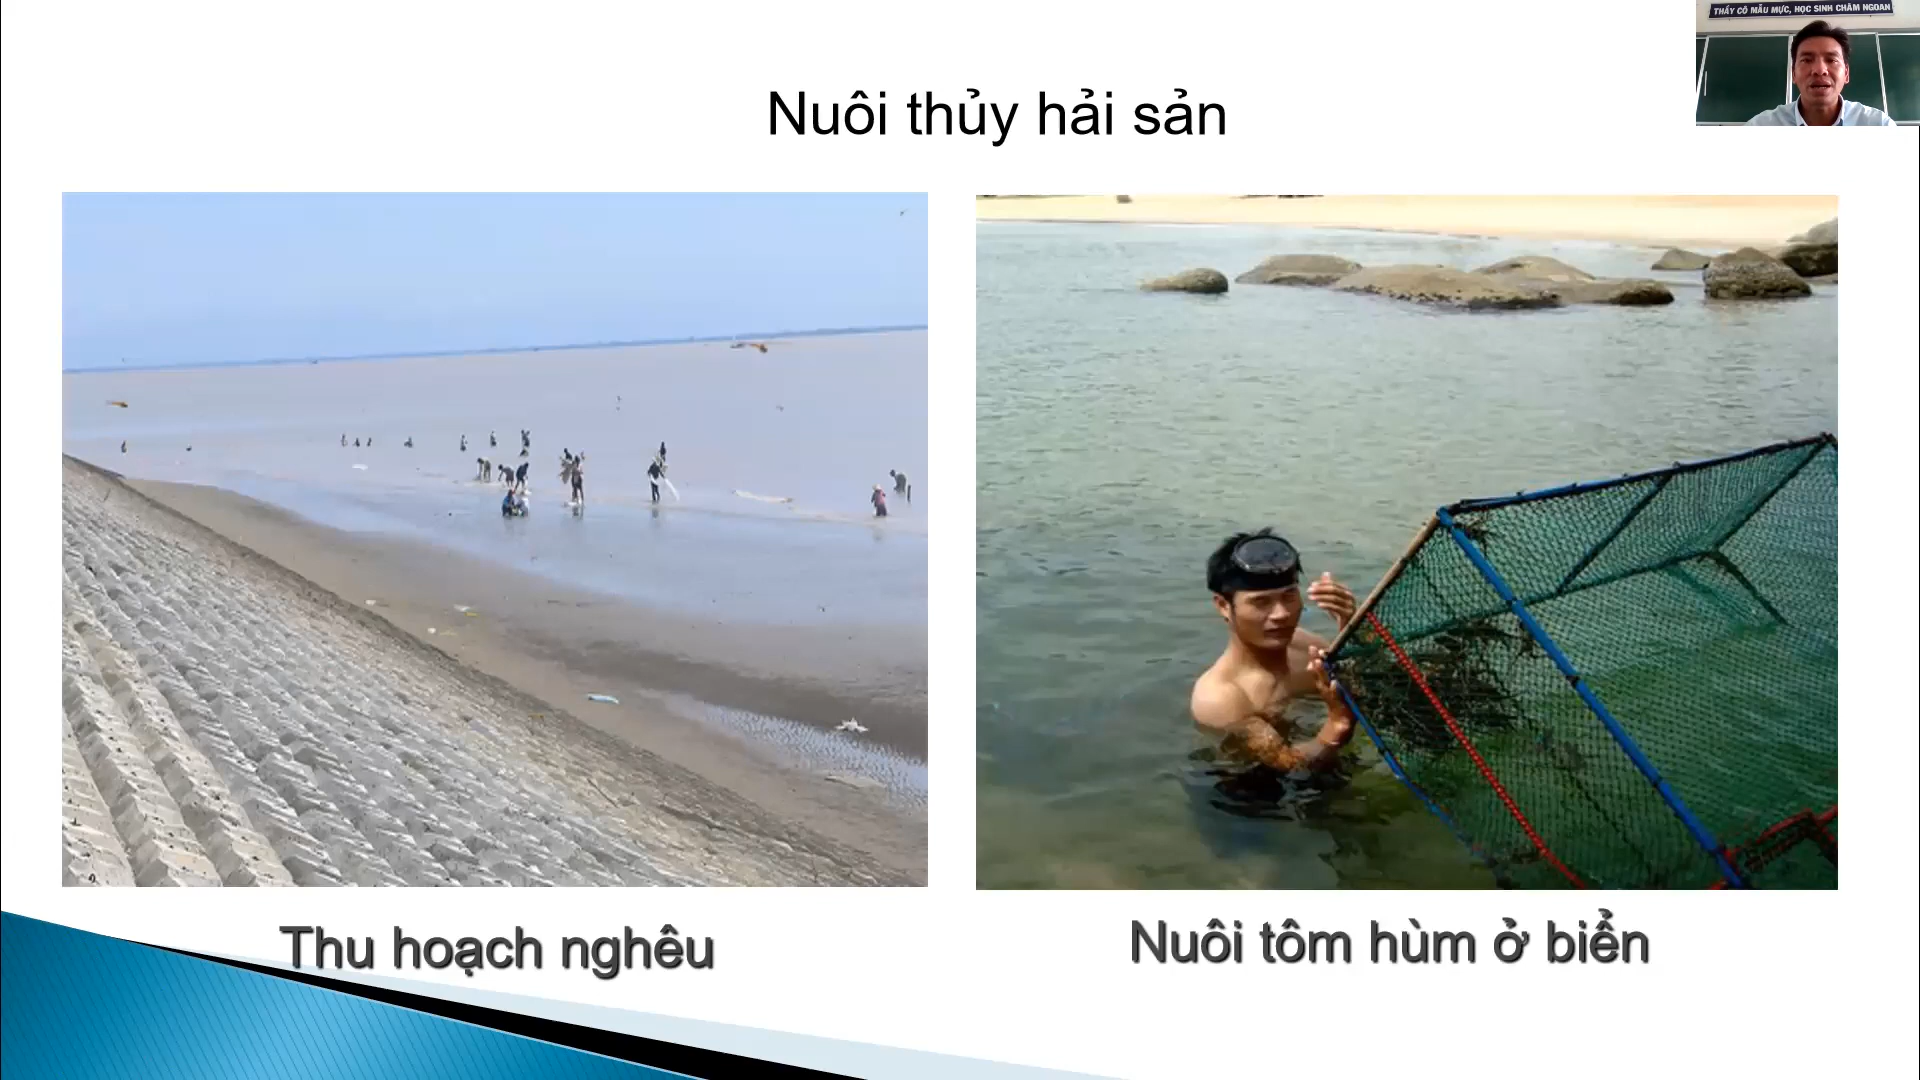 THẦY CÔ MẪU MỰC, HỌC SINH CHĂM NGOAN
Nuôi thủy hải sản
Thu hoạch nghêu
Nuôi tôm hùm ở biển